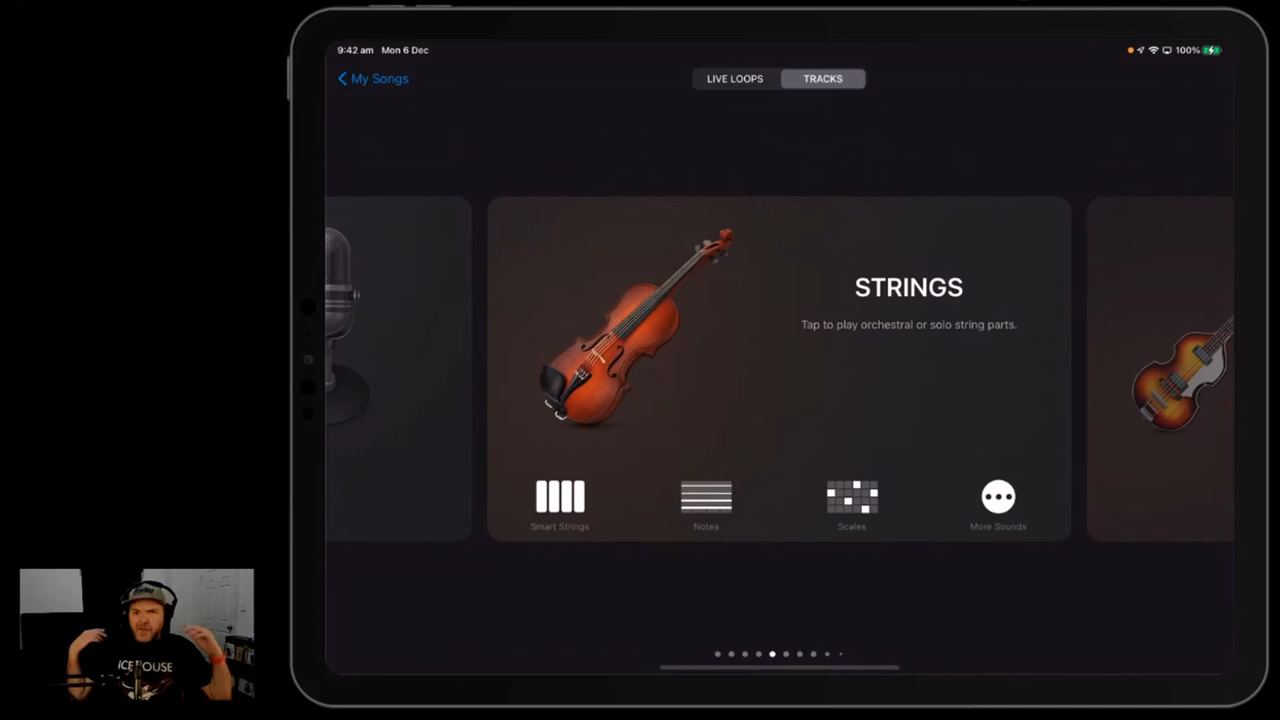 9:42 am Mon 6 Dec
100%
My Songs
LIVE LOOPS
TRACKS
STRINGS
Tap to play orchestral or solo string parts.
Smart Strings
Notes
Scales
More Sounds
ICEHOUSE